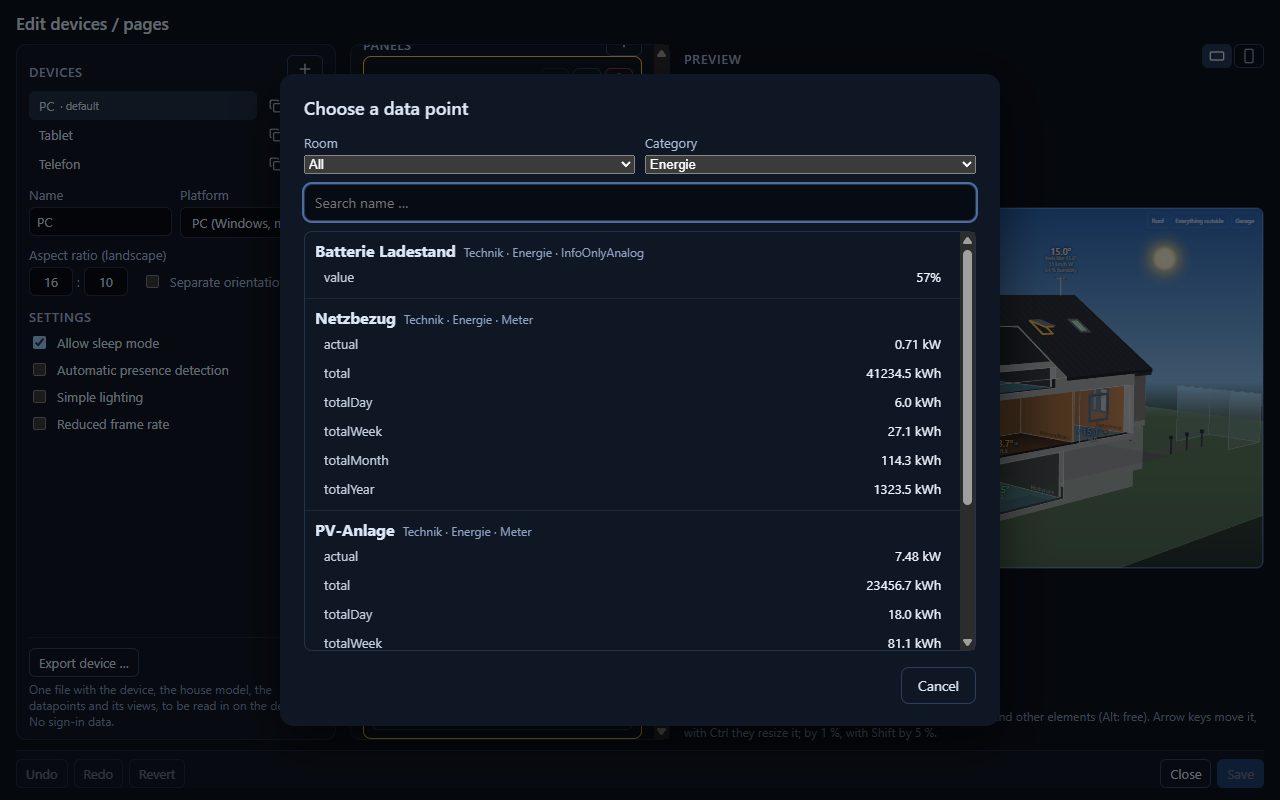 Edit devices / pages
DEVICES
PC · default
Tablet
Telefon
Name
Platform
PC
PC (Windows,
Aspect ratio (landscape)
16 : 10
Separate orientatio
SETTINGS
Allow sleep mode
Automatic presence detection
Simple lighting
Reduced frame rate
Export device ...
One file with the device, the house model, the
datapoints and its views, to be read in on the de
No sign-in data.
PANELS
PREVIEW
Choose a data point
Room
Category
All
Energie
Search name ...
Batterie Ladestand Technik · Energie · InfoOnlyAnalog
value 57%
Netzbezug Technik · Energie · Meter
actual 0.71 kW
total 41234.5 kWh
totalDay 6.0 kWh
totalWeek 27.1 kWh
totalMonth 114.3 kWh
totalYear 1323.5 kWh
PV-Anlage Technik · Energie · Meter
actual 7.48 kW
total 23456.7 kWh
totalDay 18.0 kWh
totalWeek 81.1 kWh
Cancel
Roof Everything outside Garage
15.0°
nd other elements (Alt: free). Arrow keys move it,
with Ctrl they resize it; by 1 %, with Shift by 5 %.
Undo Redo Revert
Close Save